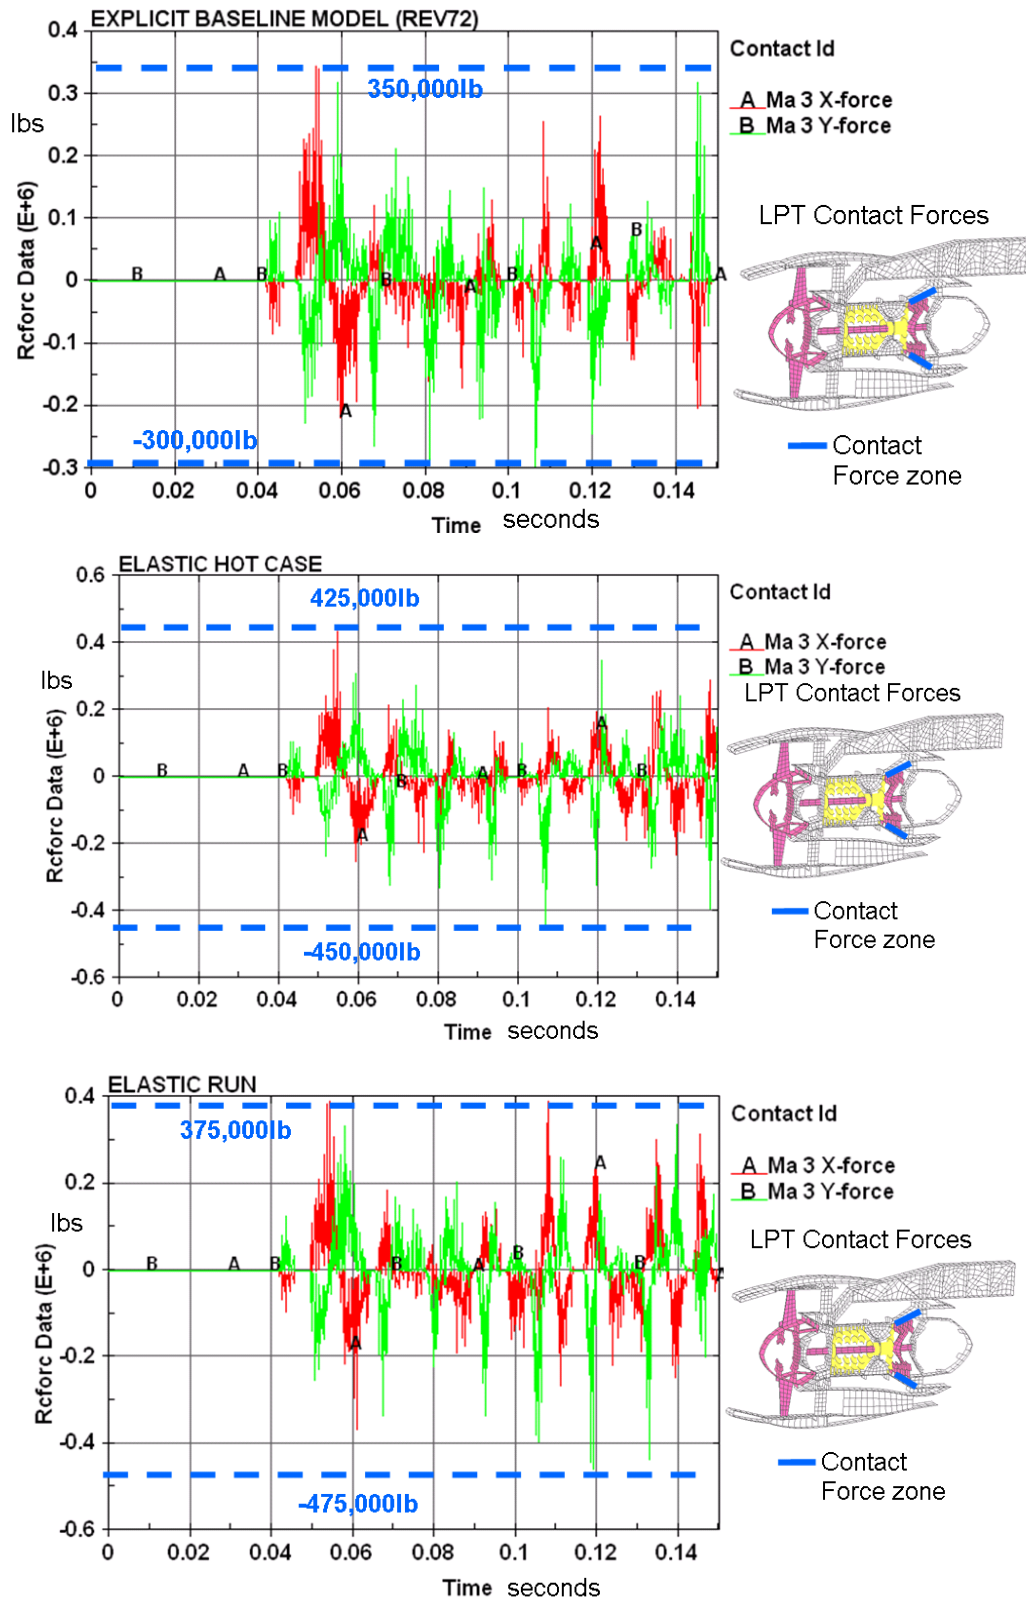 EXPLICIT BASELINE MODEL (REV72)
0.4
0.3
0.2
0.1
0
-0.1
-0.2
-0.3
lbs
Rcforc Data (E+6)
350,000lb
-300,000lb
B
A
B
A
B
A
B
A
B
A
0
0.02
0.04
0.06
0.08
0.1
0.12
0.14
Time seconds
Contact Id
A Ma 3 X-force
B Ma 3 Y-force
LPT Contact Forces
Contact
Force zone
ELASTIC HOT CASE
0.6
0.4
0.2
0
-0.2
-0.4
-0.6
lbs
Rcforc Data (E+6)
425,000lb
-450,000lb
B
A
B
A
B
A
B
A
B
0
0.02
0.04
0.06
0.08
0.1
0.12
0.14
Time seconds
Contact Id
A Ma 3 X-force
B Ma 3 Y-force
LPT Contact Forces
Contact
Force zone
ELASTIC RUN
0.4
0.2
0
-0.2
-0.4
-0.6
lbs
Rcforc Data (E+6)
375,000lb
-475,000lb
B
A
B
A
B
A
B
A
B
A
0
0.02
0.04
0.06
0.08
0.1
0.12
0.14
Time seconds
Contact Id
A Ma 3 X-force
B Ma 3 Y-force
LPT Contact Forces
Contact
Force zone